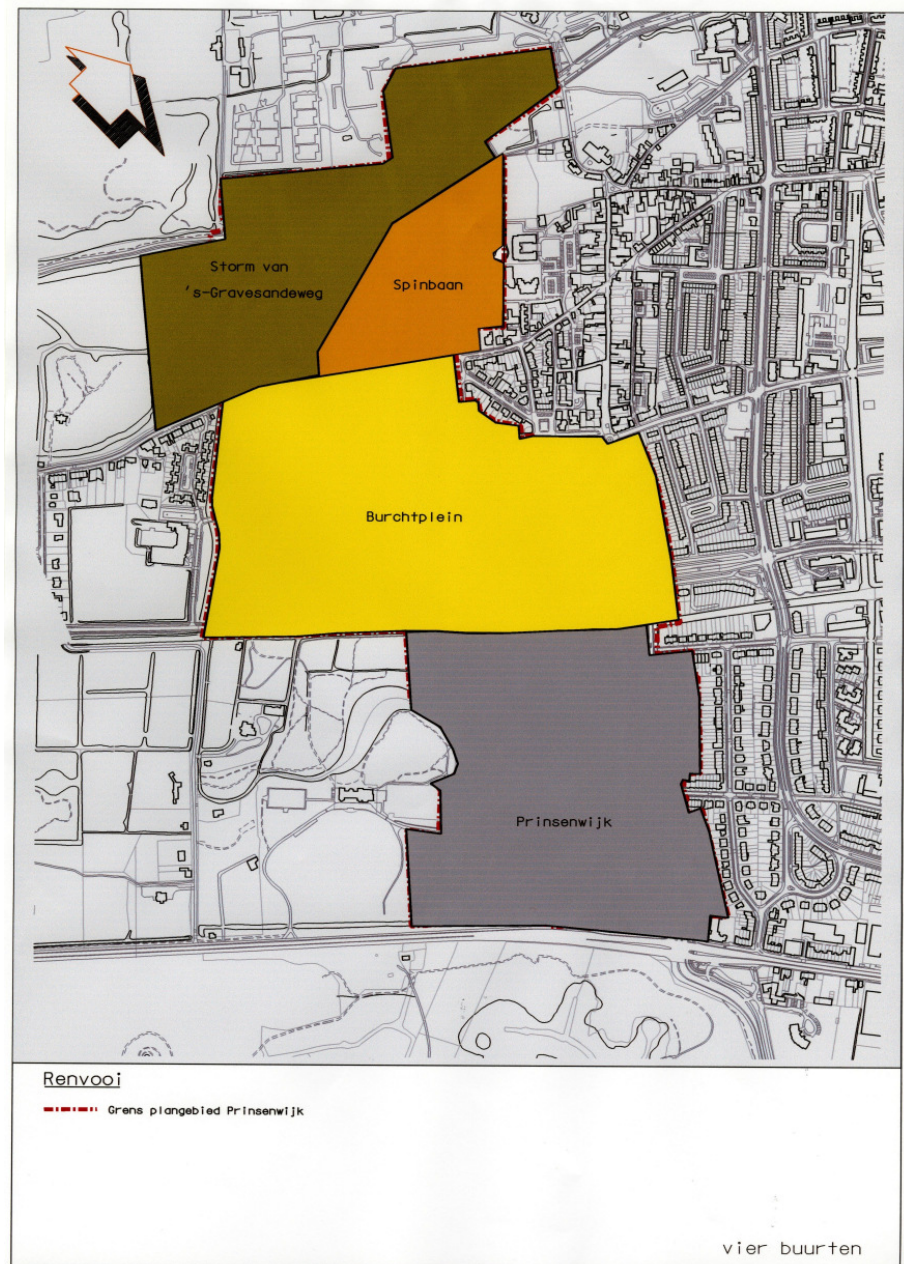 Storm van
's-Gravesandeweg
Spinbaan
Burchtplein
Prinsenwijk
Renvooi
Grens plangebied Prinsenwijk
vier buurten